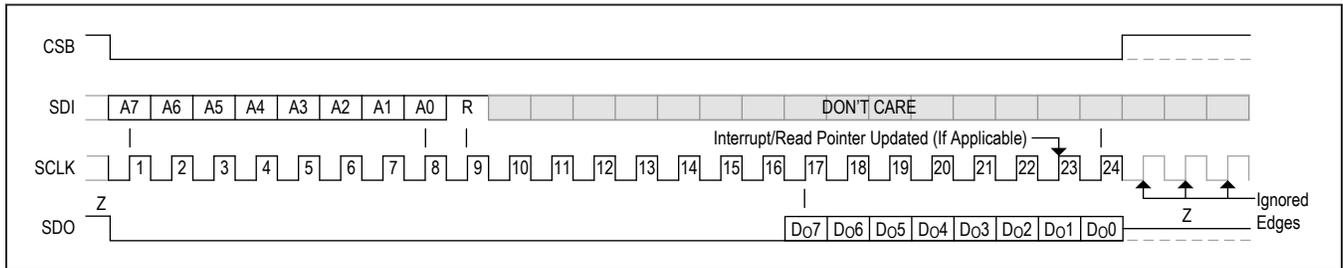 CSB
SDI A7 A6 A5 A4 A3 A2 A1 A0 R DON'T CARE
Interrupt/Read Pointer Updated (If Applicable)
SCLK 1 2 3 4 5 6 7 8 9 10 11 12 13 14 15 16 17 18 19 20 21 22 23 24
Z
Ignored
Z
Edges
SDO DO7 DO6 DO5 DO4 DO3 DO2 DO1 DO0